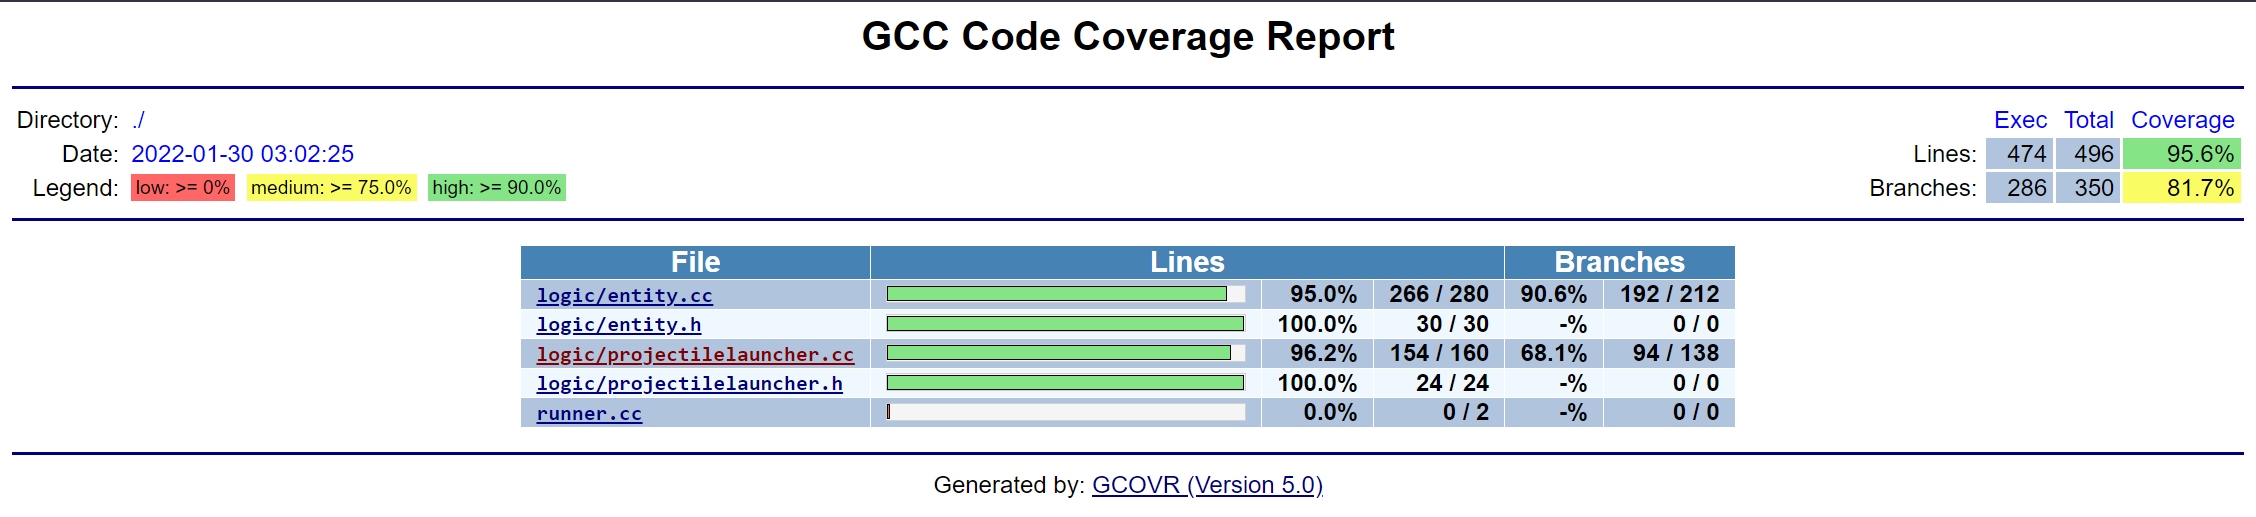 GCC Code Coverage Report
Directory: ./
Date: 2022-01-30 03:02:25
Legend: low: >= 0% medium: >= 75.0% high: >= 90.0%
Exec Total Coverage
Lines: 474 496 95.6%
Branches: 286 350 81.7%
File Lines Branches
logic/entity.cc 95.0% 266 / 280 90.6% 192 / 212
logic/entity.h 100.0% 30 / 30 -% 0 / 0
logic/projectilelauncher.cc 96.2% 154 / 160 68.1% 94 / 138
logic/projectilelauncher.h 100.0% 24 / 24 -% 0 / 0
runner.cc 0.0% 0 / 2 -% 0 / 0
Generated by: GCOVR (Version 5.0)